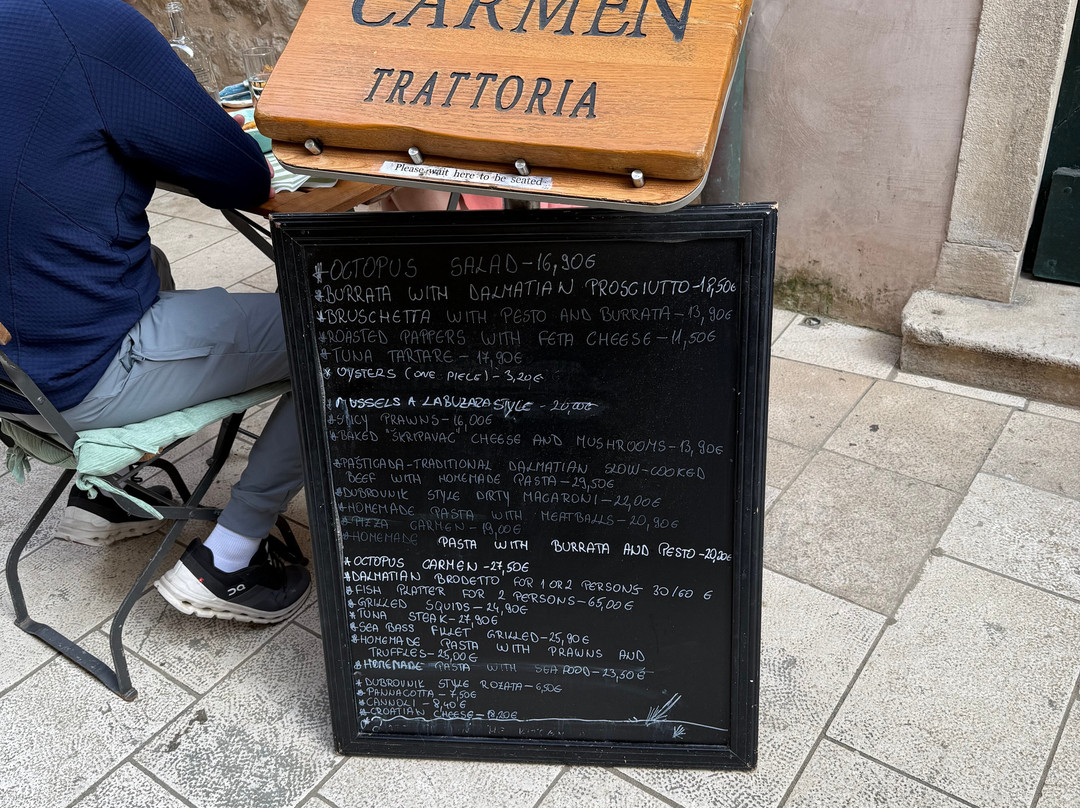 CARMEN
TRATTORIA
Please wait here to be seated
*OCTOPUS SALAD-16,90€
*BURRATA WITH DALMATIAN PROSCIUTTO-18,50€
*BRUSCHETTA WITH PESTO AND BURRATA-13,90€
*ROASTED PAPPERS WITH FETA CHEESE-11,50€
*TUNA TARTARE-17,90€
*OYSTERS (ONE PIELE)-3,20€
MUSSELS A LA BUZARA STYLE-20,00€
*SPICY PRAWNS-16,00€
*BAKED "ŠKRIPAVAC" CHEESE AND MUSHROOMS-13,90€
*PAŠTICADA-TRADITIONAL DALMATIAN SLOW-COOKED
BEEF WITH HOMEMADE PASTA-29,50€
*DUBROVNIK STYLE DIRTY MACARONI-22,00€
*HOMEMADE PASTA WITH MEATBALLS-20,90€
*PIZZA CARMEN-19,00€
*HOMEMADE PASTA WITH BURRATA AND PESTO-20,20€
*OCTOPUS CARMEN-27,50€
*DALMATIAN BRODETTO FOR 1 OR 2 PERSONS 30/60 €
*FISH PLATTER FOR 2 PERSONS-65,00€
*GRILLED SQUIDS-24,90€
*TUNA STEAK-27,90€
*SEA BASS FILLET GRILLED-25,90€
*HOMEMADE PASTA WITH PRAWNS AND
TRUFFLES-25,00€
*HOMEMADE PASTA WITH SEA FOOD-23,50€
*DUBROVNIK STYLE ROZATA-6,50€
*PANNACOTTA-7,50€
*CANNOLI-8,40€
*CROATIAN CHEESE-18,20€